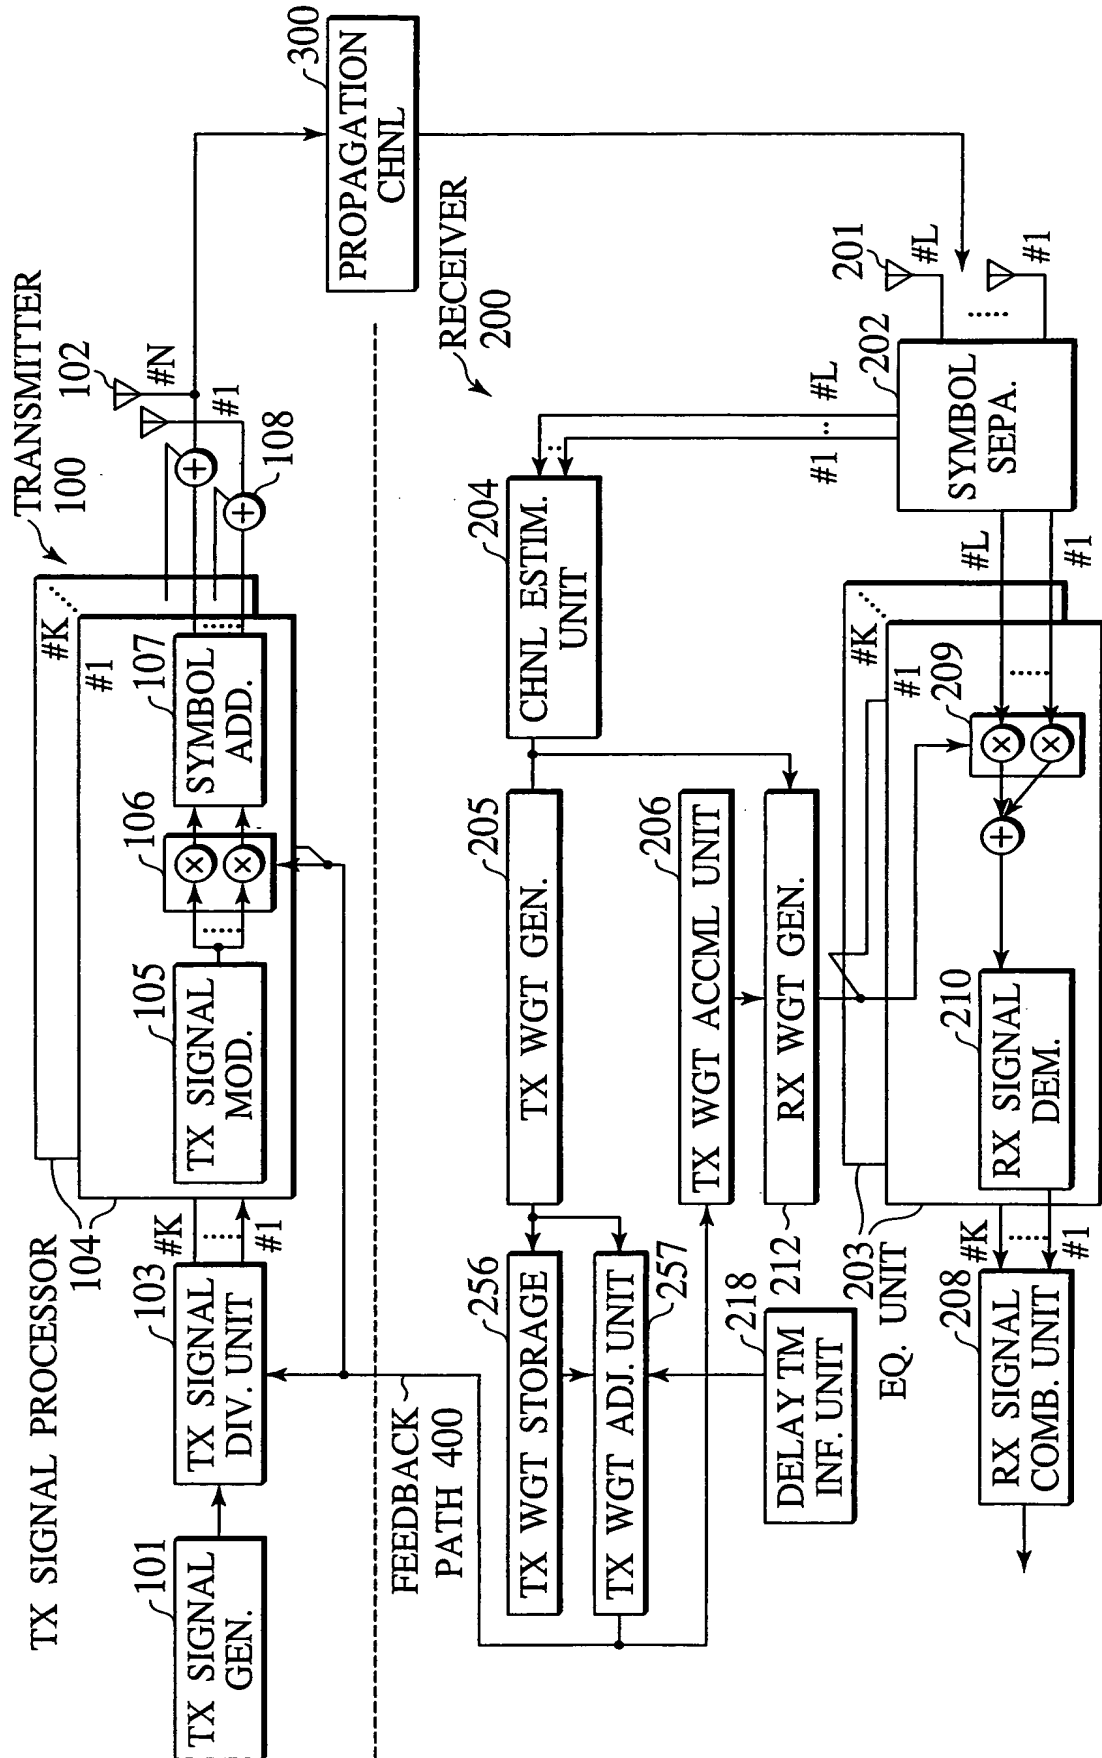 TX SIGNAL PROCESSOR
TRANSMITTER
100
101
TX SIGNAL
GEN.
103
TX SIGNAL
DIV. UNIT
#K
#1
104
#K
#1
105
TX SIGNAL
MOD.
106
107
SYMBOL
ADD.
108
102
#N
#1
300
PROPAGATION
CHNL
FEEDBACK
PATH 400
RECEIVER
200
201
#L
#1
202
SYMBOL
SEPA.
#L
#1
204
CHNL ESTIM.
UNIT
205
TX WGT GEN.
256
TX WGT STORAGE
TX WGT ADJ. UNIT
257
206
TX WGT ACCML UNIT
RX WGT GEN.
212
218
DELAY TM
INF. UNIT
#L
#1
#K
#1
209
210
RX SIGNAL
DEM.
203
EQ. UNIT
#K
#1
208
RX SIGNAL
COMB. UNIT